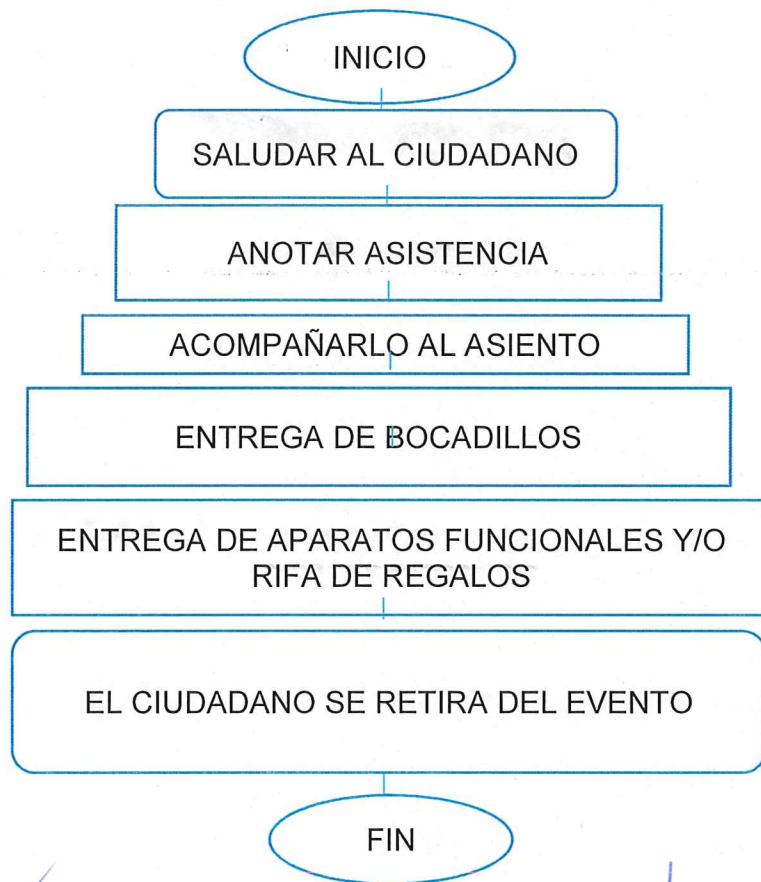 INICIO
SALUDAR AL CIUDADANO
ANOTAR ASISTENCIA
ACOMPAÑARLO AL ASIENTO
ENTREGA DE BOCADILLOS
ENTREGA DE APARATOS FUNCIONALES Y/O
RIFA DE REGALOS
EL CIUDADANO SE RETIRA DEL EVENTO
FIN